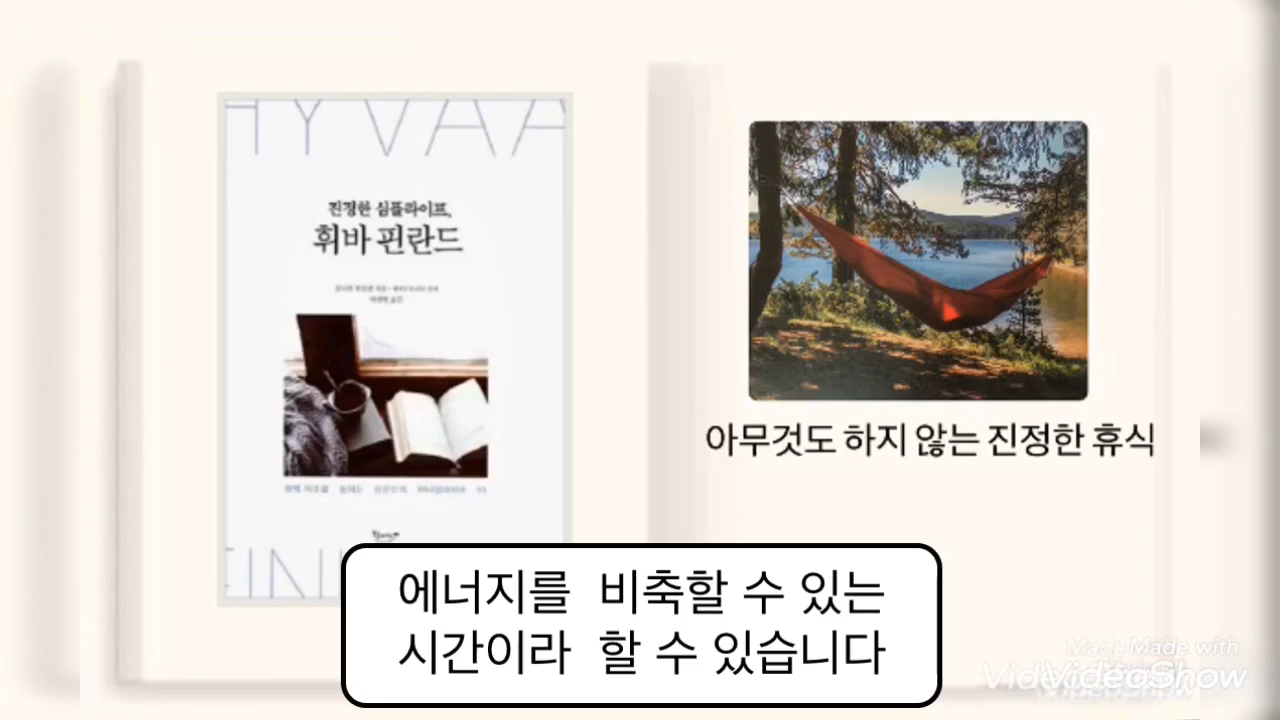 HYVAA
진정한 심플라이프,
휘바 핀란드
아무것도 하지 않는 진정한 휴식
에너지를 비축할 수 있는
시간이라 할 수 있습니다
Made with
VideoShow